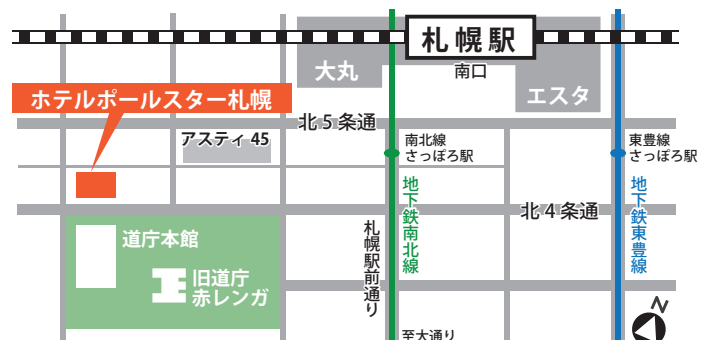 札幌駅
大丸
南口
エスタ
ホテルポールスター札幌
北5条通
アスティ45
南北線
さっぽろ駅
東豊線
さっぽろ駅
地下鉄南北線
地下鉄東豊線
北4条通
札幌駅前通り
道庁本館
旧道庁
赤レンガ
至大通り
N